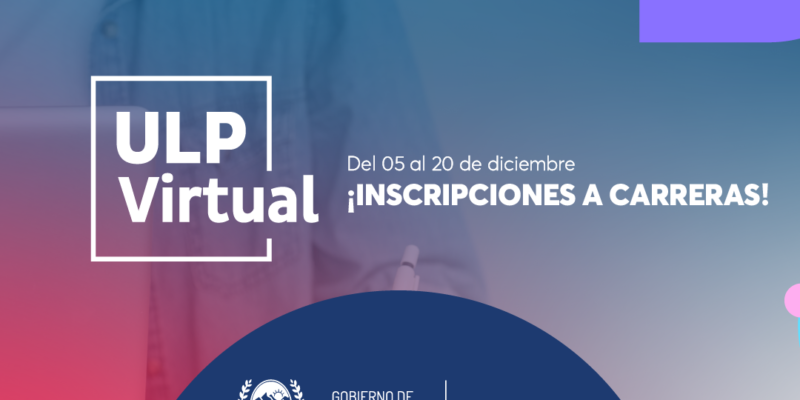 ULP
Virtual
Del 05 al 20 de diciembre
¡INSCRIPCIONES A CARRERAS!
GOBIERNO DE